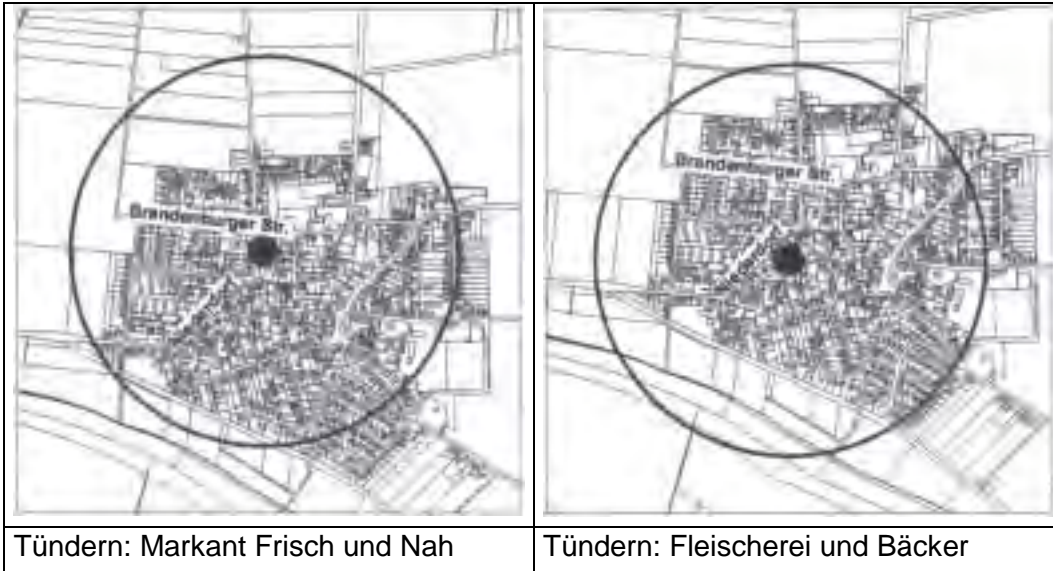 Brandenburger Str.
Brandenburger Str.
Tündern: Markant Frisch und Nah
Tündern: Fleischerei und Bäcker